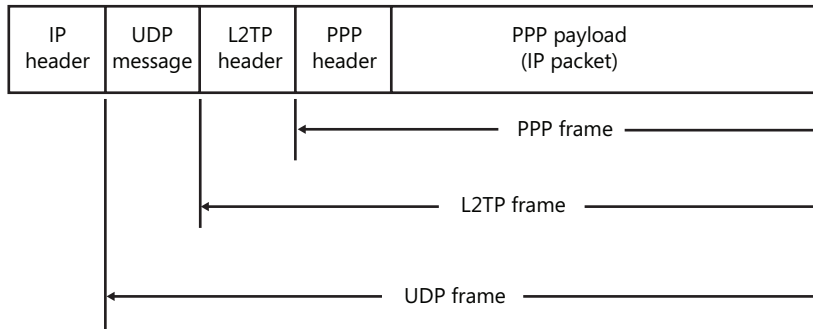 IP
header
UDP
message
L2TP
header
PPP
header
PPP payload
(IP packet)
PPP frame
L2TP frame
UDP frame